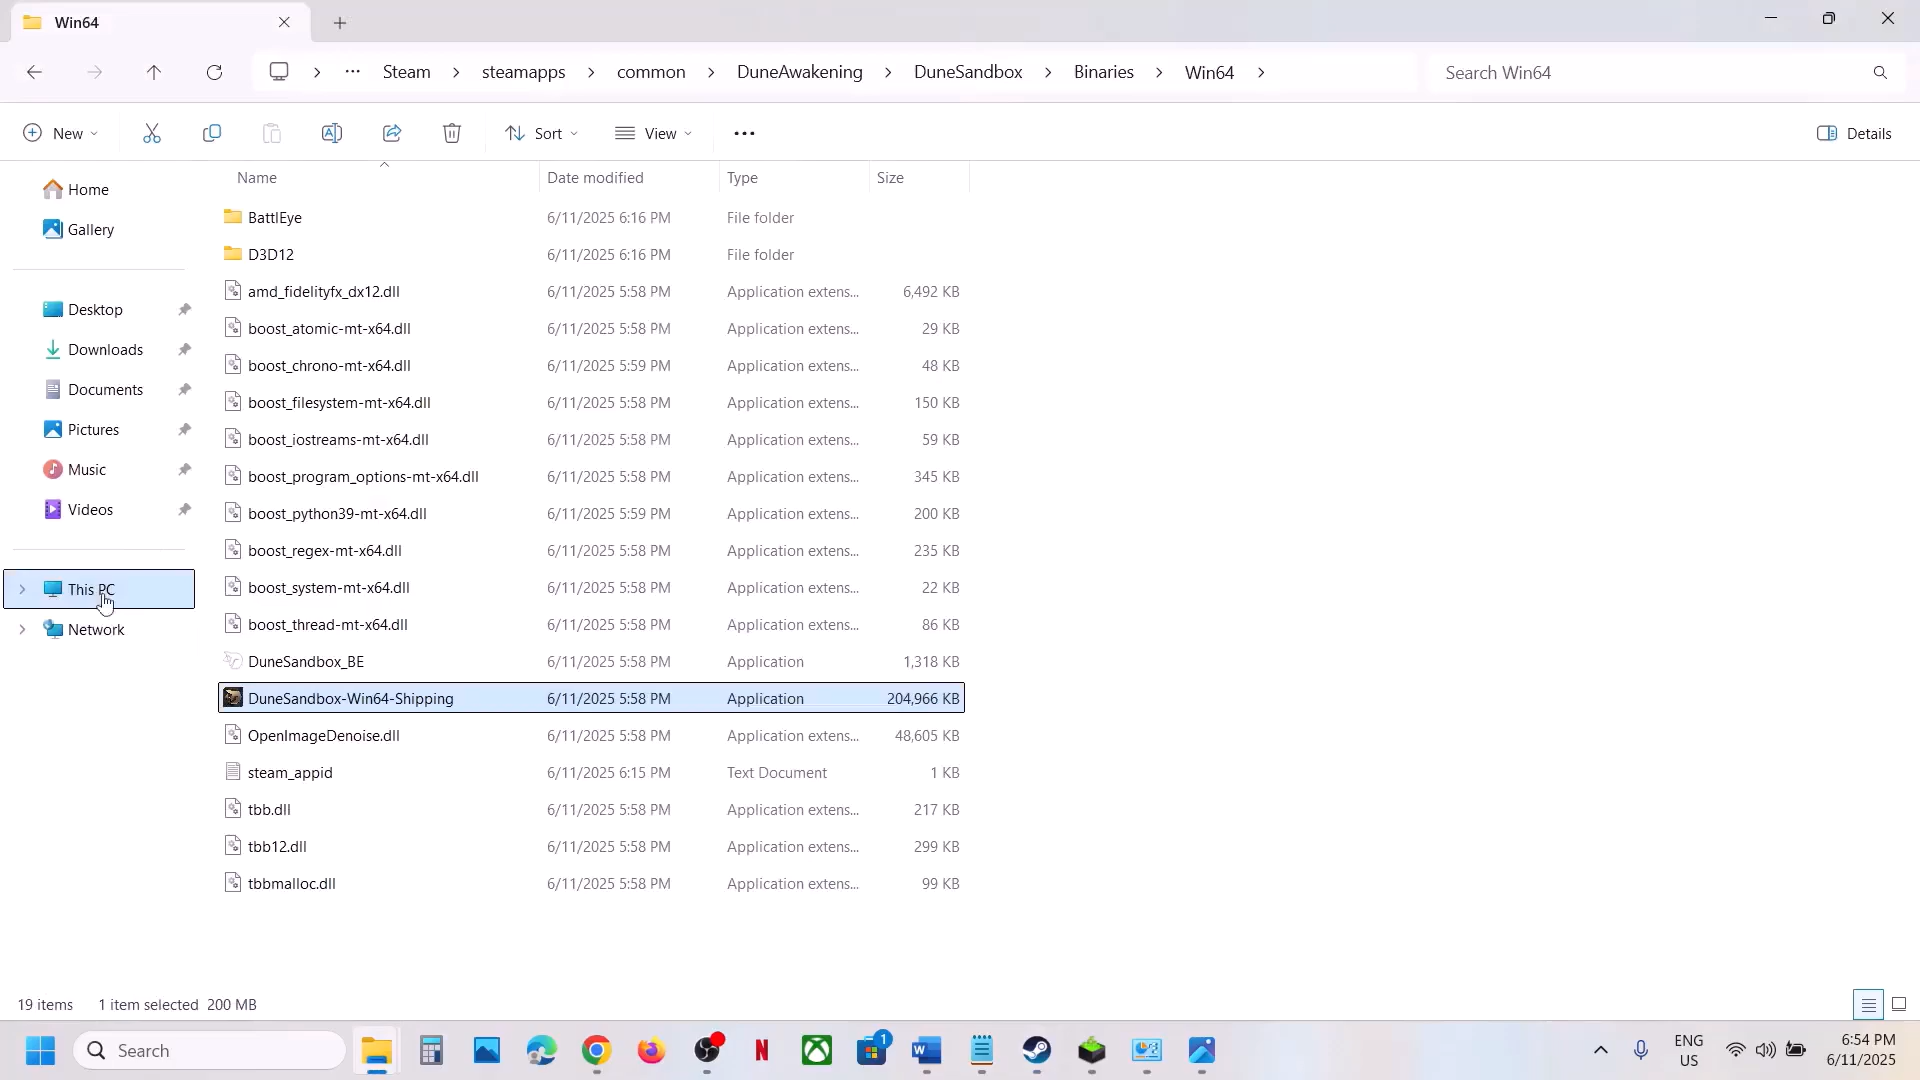 Win64
Steam > steamapps > common > DuneAwakening > DuneSandbox > Binaries > Win64 >
Search Win64
New
Sort
View
Details
Name
Date modified
Type
Size
Home
Gallery
Desktop
Downloads
Documents
Pictures
Music
Videos
This PC
Network
BattlEye 6/11/2025 6:16 PM File folder
D3D12 6/11/2025 6:16 PM File folder
amd_fidelityfx_dx12.dll 6/11/2025 5:58 PM Application extens... 6,492 KB
boost_atomic-mt-x64.dll 6/11/2025 5:58 PM Application extens... 29 KB
boost_chrono-mt-x64.dll 6/11/2025 5:59 PM Application extens... 48 KB
boost_filesystem-mt-x64.dll 6/11/2025 5:58 PM Application extens... 150 KB
boost_iostreams-mt-x64.dll 6/11/2025 5:58 PM Application extens... 59 KB
boost_program_options-mt-x64.dll 6/11/2025 5:58 PM Application extens... 345 KB
boost_python39-mt-x64.dll 6/11/2025 5:59 PM Application extens... 200 KB
boost_regex-mt-x64.dll 6/11/2025 5:58 PM Application extens... 235 KB
boost_system-mt-x64.dll 6/11/2025 5:58 PM Application extens... 22 KB
boost_thread-mt-x64.dll 6/11/2025 5:58 PM Application extens... 86 KB
DuneSandbox_BE 6/11/2025 5:58 PM Application 1,318 KB
DuneSandbox-Win64-Shipping 6/11/2025 5:58 PM Application 204,966 KB
OpenImageDenoise.dll 6/11/2025 5:58 PM Application extens... 48,605 KB
steam_appid 6/11/2025 6:15 PM Text Document 1 KB
tbb.dll 6/11/2025 5:58 PM Application extens... 217 KB
tbb12.dll 6/11/2025 5:58 PM Application extens... 299 KB
tbbmalloc.dll 6/11/2025 5:58 PM Application extens... 99 KB
19 items 1 item selected 200 MB
Search
1
ENG
US
6:54 PM
6/11/2025